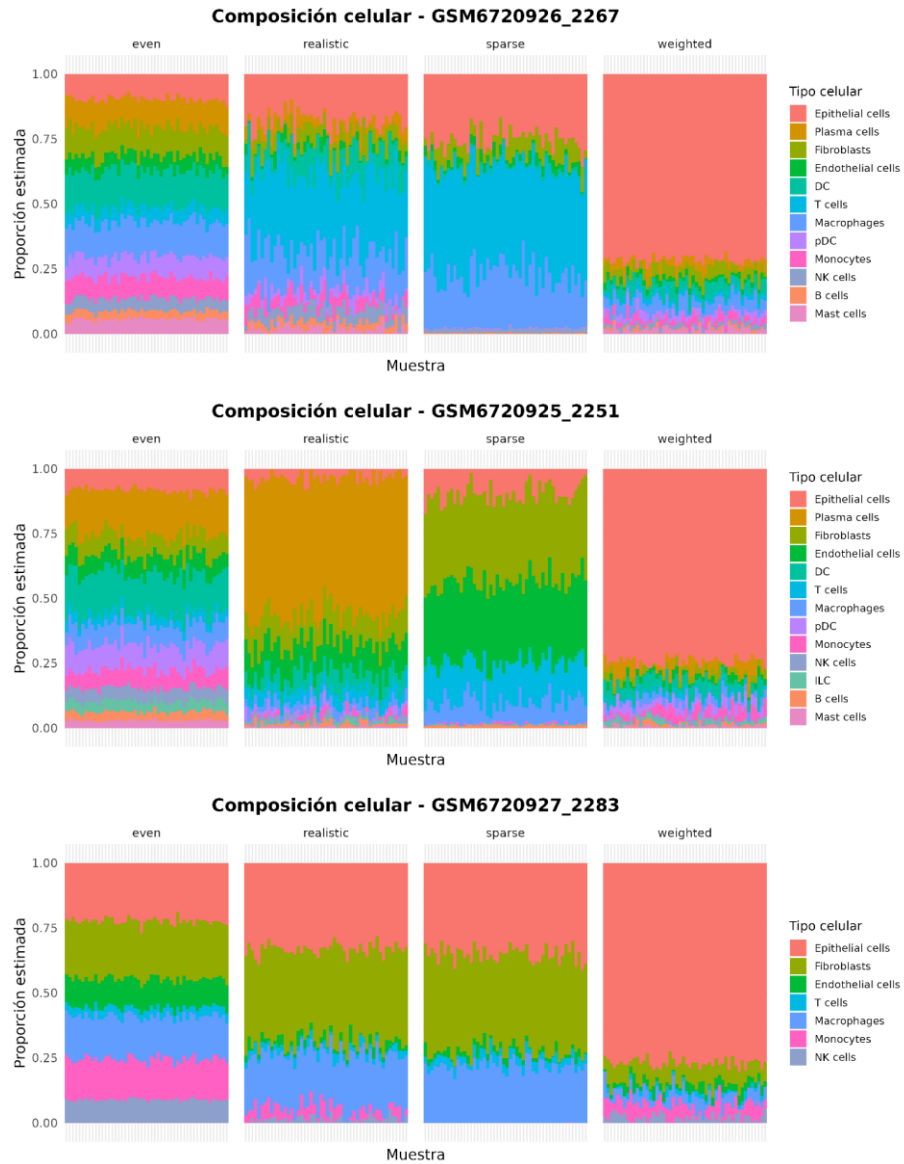 Composición celular - GSM6720926_2267
even realistic sparse weighted
1.00
0.75
0.50
0.25
0.00
Proporción estimada
Muestra
Tipo celular
Epithelial cells
Plasma cells
Fibroblasts
Endothelial cells
DC
T cells
Macrophages
pDC
Monocytes
NK cells
B cells
Mast cells
Composición celular - GSM6720925_2251
even realistic sparse weighted
1.00
0.75
0.50
0.25
0.00
Proporción estimada
Muestra
Tipo celular
Epithelial cells
Plasma cells
Fibroblasts
Endothelial cells
DC
T cells
Macrophages
pDC
Monocytes
NK cells
ILC
B cells
Mast cells
Composición celular - GSM6720927_2283
even realistic sparse weighted
1.00
0.75
0.50
0.25
0.00
Proporción estimada
Muestra
Tipo celular
Epithelial cells
Fibroblasts
Endothelial cells
T cells
Macrophages
Monocytes
NK cells